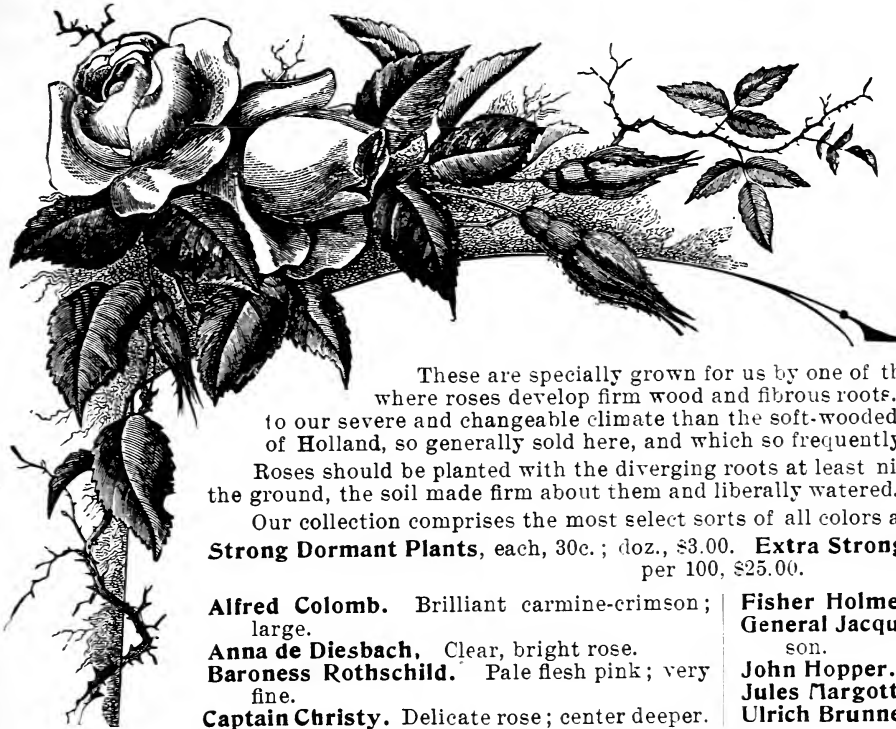 These are specially grown for us by one of
where roses develop firm wood and fibrous roots.
to our severe and changeable climate than the soft-wooded
of Holland, so generally sold here, and which so frequently
Roses should be planted with the diverging roots at least
the ground, the soil made firm about them and liberally watered.
Our collection comprises the most select sorts of all colors
Strong Dormant Plants, each, 30c.; doz., $3.00. Extra Strong
per 100, $25.00.
Alfred Colomb. Brilliant carmine-crimson;
large.
Anna de Diesbach, Clear, bright rose.
Baroness Rothschild. Pale flesh pink; very
fine.
Captain Christy. Delicate rose; center deeper.
Fisher Holme
General Jacqu
son.
John Hopper.
Jules Margott
Ulrich Brunne